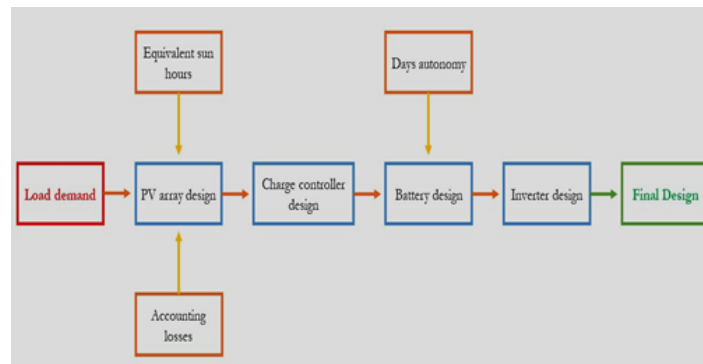 Equivalent sun
hours
Days autonomy
Load demand
PV array design
Charge controller
design
Battery design
Inverter design
Final Design
Accounting
losses